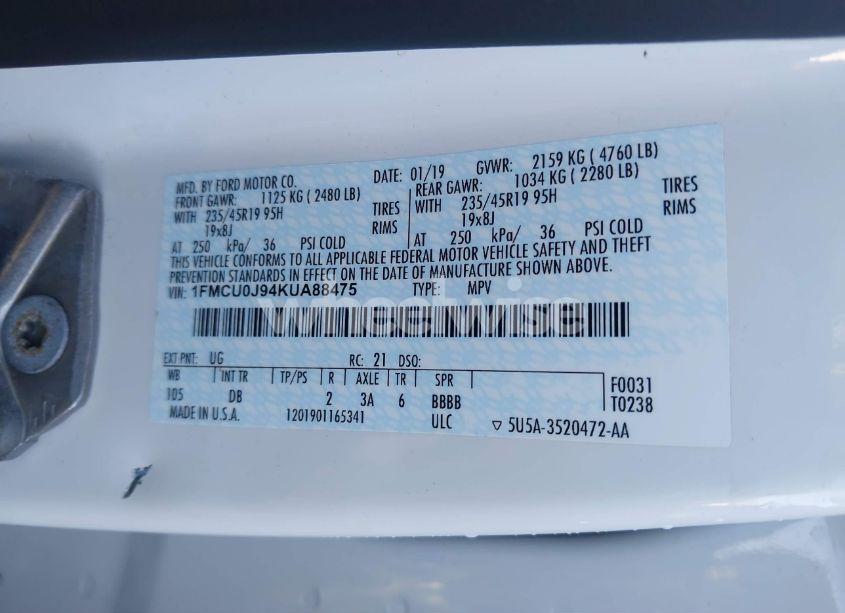 MFD. BY FORD MOTOR CO. DATE: 01/19 GVWR: 2159 KG ( 4760 LB)
FRONT GAWR: 1125 KG ( 2480 LB) REAR GAWR: 1034 KG ( 2280 LB)
WITH 235/45R19 95H TIRES WITH 235/45R19 95H TIRES
19x8J RIMS 19x8J RIMS
AT 250 kPa/ 36 PSI COLD AT 250 kPa/ 36 PSI COLD
THIS VEHICLE CONFORMS TO ALL APPLICABLE FEDERAL MOTOR VEHICLE SAFETY AND THEFT
PREVENTION STANDARDS IN EFFECT ON THE DATE OF MANUFACTURE SHOWN ABOVE.
VIN: 1FMCU0J94KUA88475 TYPE: MPV
wheelwise
EXT PNT: UG RC: 21 DSO:
WB INT TR TP/PS R AXLE TR SPR
105 DB 2 3A 6 BBBB
F0031
T0238
MADE IN U.S.A. 1201901165341 ULC ▽ 5U5A-3520472-AA